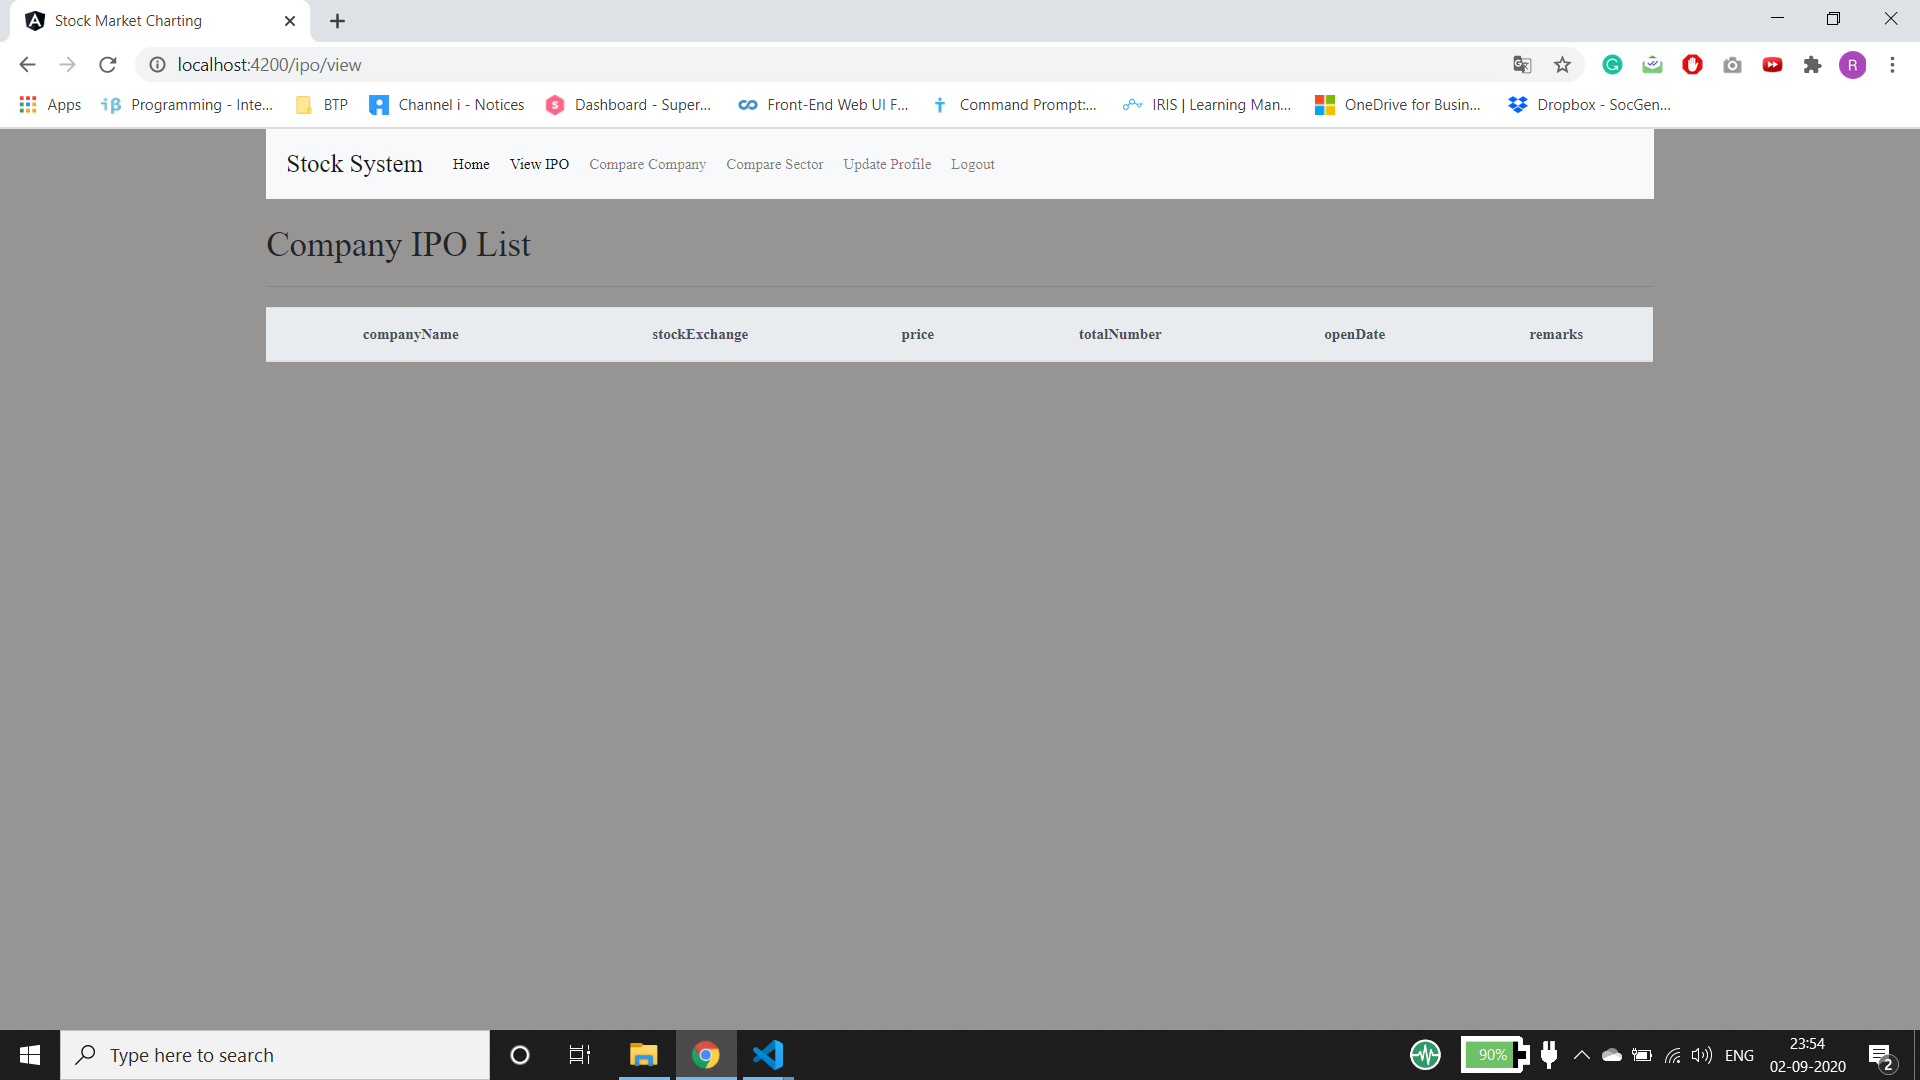 Stock Market Charting
localhost:4200/ipo/view
Apps Programming - Inte... BTP Channel i - Notices Dashboard - Super... Front-End Web UI F... Command Prompt:... IRIS | Learning Man... OneDrive for Busin... Dropbox - SocGen...
Stock System Home View IPO Compare Company Compare Sector Update Profile Logout
Company IPO List
companyName stockExchange price totalNumber openDate remarks
Type here to search
90%
ENG
23:54
02-09-2020
2
R